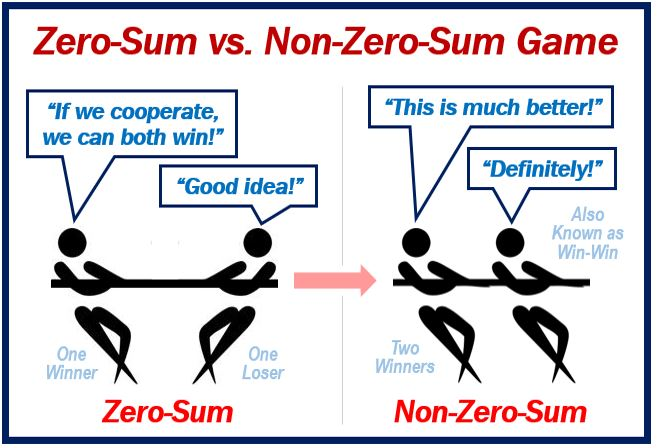 Zero-Sum vs. Non-Zero-Sum Game
“If we cooperate,
we can both win!”
“Good idea!”
“This is much better!”
“Definitely!”
Also
Known as
Win-Win
One
Winner
One
Loser
Two
Winners
Zero-Sum
Non-Zero-Sum